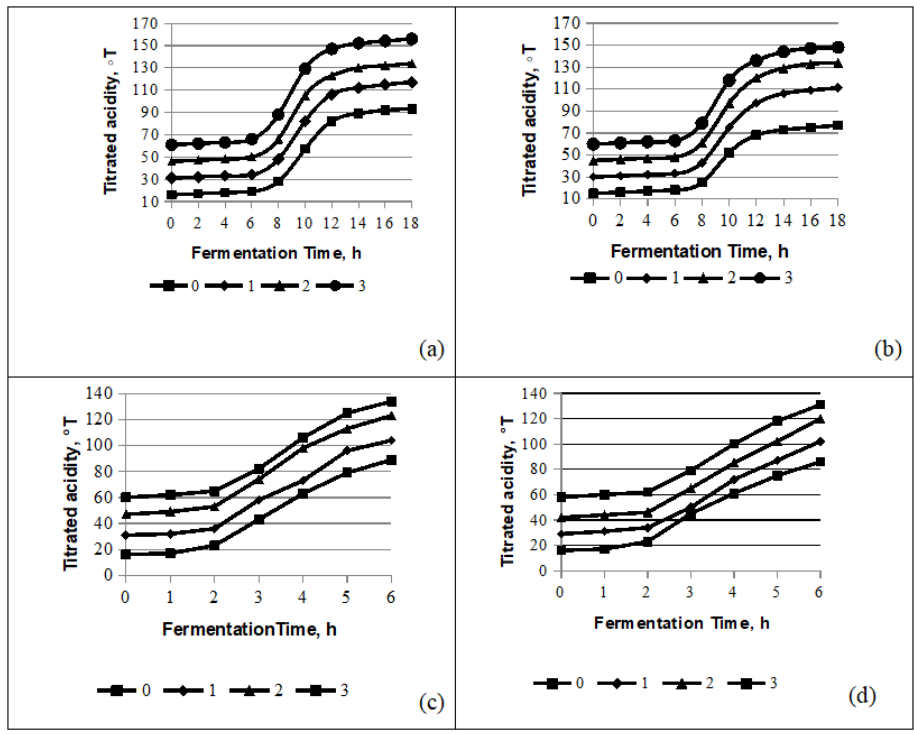 Titrated acidity, °T
170
150
130
110
90
70
50
30
10
0 2 4 6 8 10 12 14 16 18
Fermentation Time, h
0 1 2 3
(a)
Titrated acidity, °T
170
150
130
110
90
70
50
30
10
0 2 4 6 8 10 12 14 16 18
Fermentation Time, h
0 1 2 3
(b)
Titrated acidity, °T
140
120
100
80
60
40
20
0
0 1 2 3 4 5 6
FermentationTime, h
0 1 2 3
(c)
Titrated acidity, °T
140
120
100
80
60
40
20
0
0 1 2 3 4 5 6
Fermentation Time, h
0 1 2 3
(d)